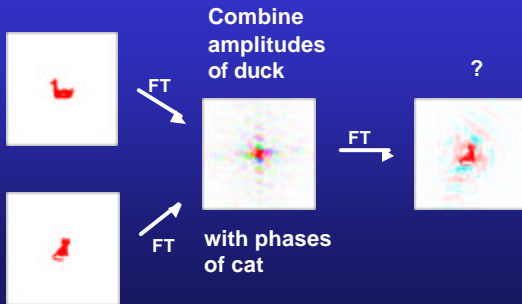 Combine
amplitudes
of duck
?
FT
FT
FT
with phases
of cat